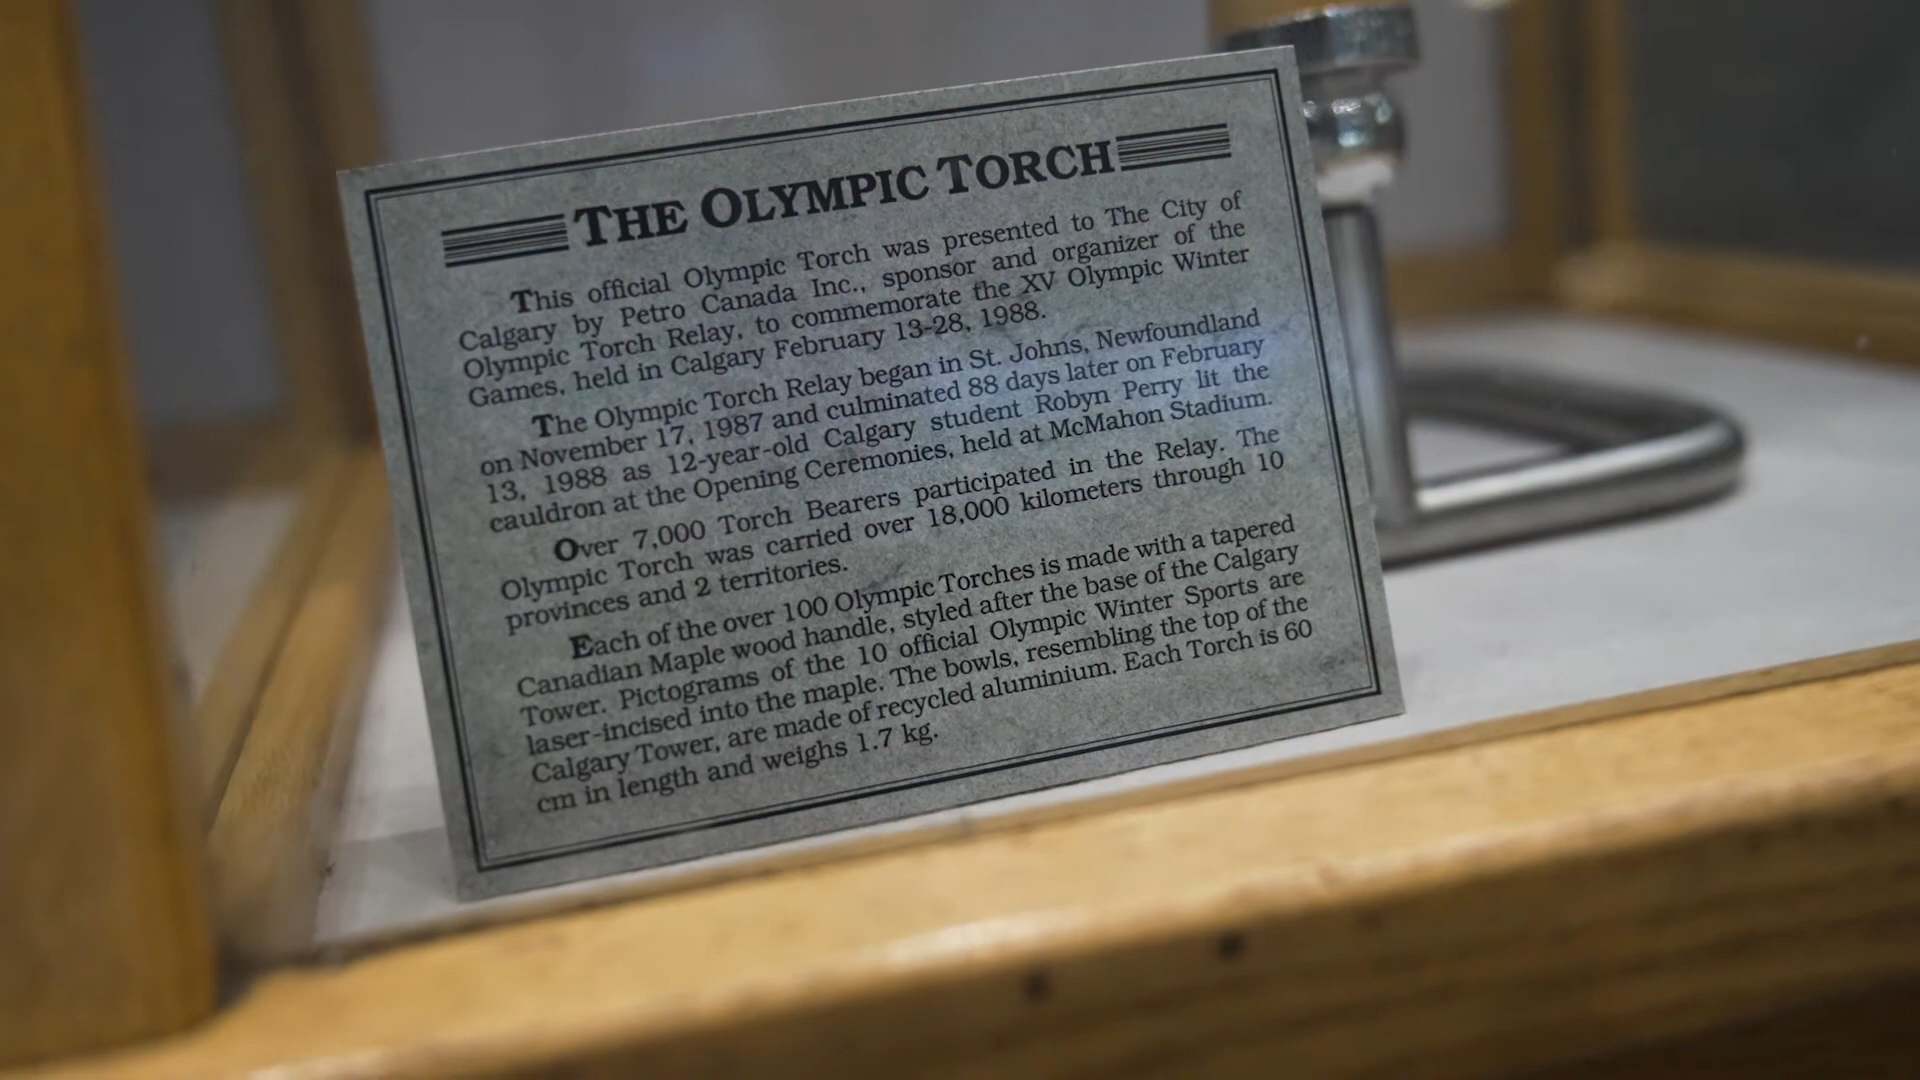 THE OLYMPIC TORCH
This official Olympic Torch was presented to The City of
Calgary by Petro Canada Inc., sponsor and organizer of the
Olympic Torch Relay, to commemorate the XV Olympic Winter
Games, held in Calgary February 13-28, 1988.
The Olympic Torch Relay began in St. Johns, Newfoundland
on November 17, 1987 and culminated 88 days later on February
13, 1988 as 12-year-old Calgary student Robyn Perry lit the
cauldron at the Opening Ceremonies, held at McMahon Stadium.
Over 7,000 Torch Bearers participated in the Relay. The
Olympic Torch was carried over 18,000 kilometers through 10
provinces and 2 territories.
Each of the over 100 Olympic Torches is made with a tapered
Canadian Maple wood handle, styled after the base of the Calgary
Tower. Pictograms of the 10 official Olympic Winter Sports are
laser-incised into the maple. The bowls, resembling the top of the
Calgary Tower, are made of recycled aluminium. Each Torch is 60
cm in length and weighs 1.7 kg.